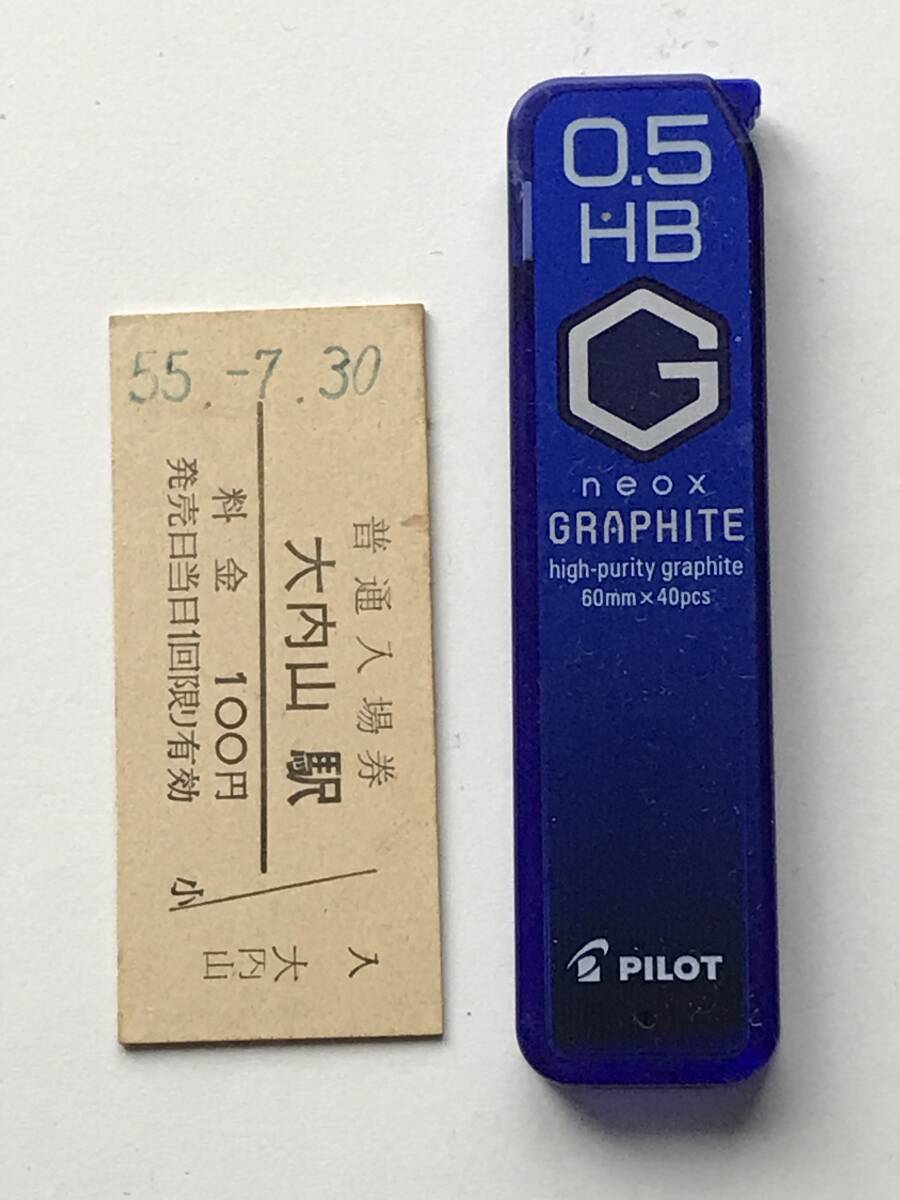 55.-7.30
普通入場券
大内山駅
料金 100円
発売日当日1回限り有効
小
入
大内山
0.5
HB
G
neox
GRAPHITE
high-purity graphite
60mm×40pcs
PILOT